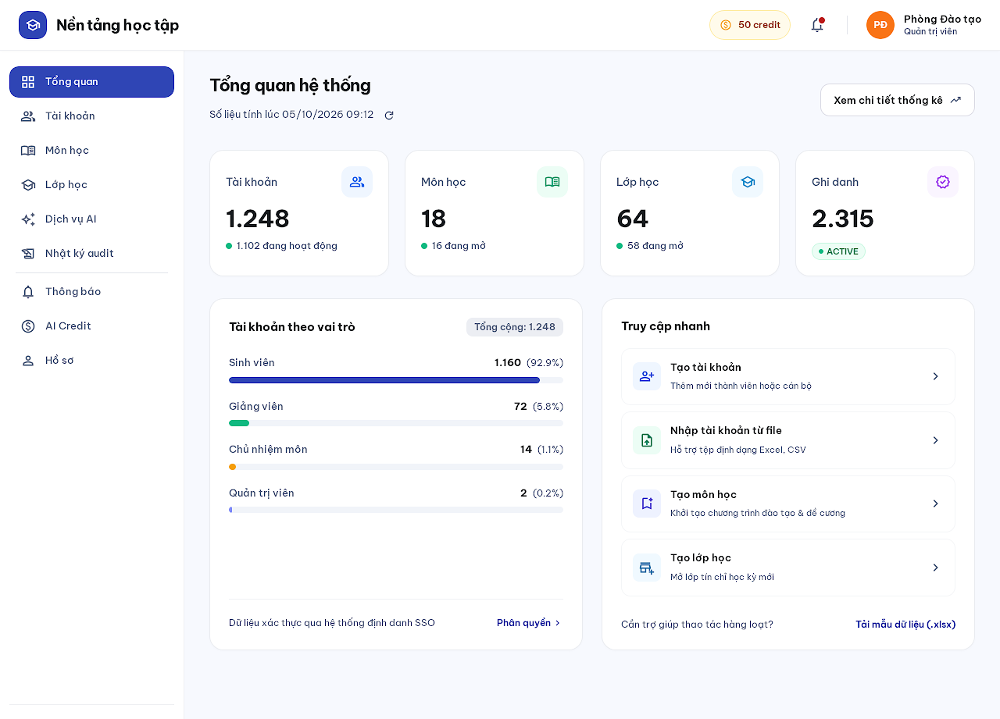 Nền tảng học tập
50 credit
PĐ
Phòng Đào tạo
Quản trị viên
Tổng quan
Tài khoản
Môn học
Lớp học
Dịch vụ AI
Nhật ký audit
Thông báo
AI Credit
Hồ sơ
Tổng quan hệ thống
Số liệu tính lúc 05/10/2026 09:12
Xem chi tiết thống kê
Tài khoản
1.248
1.102 đang hoạt động
Môn học
18
16 đang mở
Lớp học
64
58 đang mở
Ghi danh
2.315
ACTIVE
Tài khoản theo vai trò
Tổng cộng: 1.248
Sinh viên 1.160 (92.9%)
Giảng viên 72 (5.8%)
Chủ nhiệm môn 14 (1.1%)
Quản trị viên 2 (0.2%)
Dữ liệu xác thực qua hệ thống định danh SSO
Phân quyền
Truy cập nhanh
Tạo tài khoản
Thêm mới thành viên hoặc cán bộ
Nhập tài khoản từ file
Hỗ trợ tệp định dạng Excel, CSV
Tạo môn học
Khởi tạo chương trình đào tạo & đề cương
Tạo lớp học
Mở lớp tín chỉ học kỳ mới
Cần trợ giúp thao tác hàng loạt?
Tải mẫu dữ liệu (.xlsx)